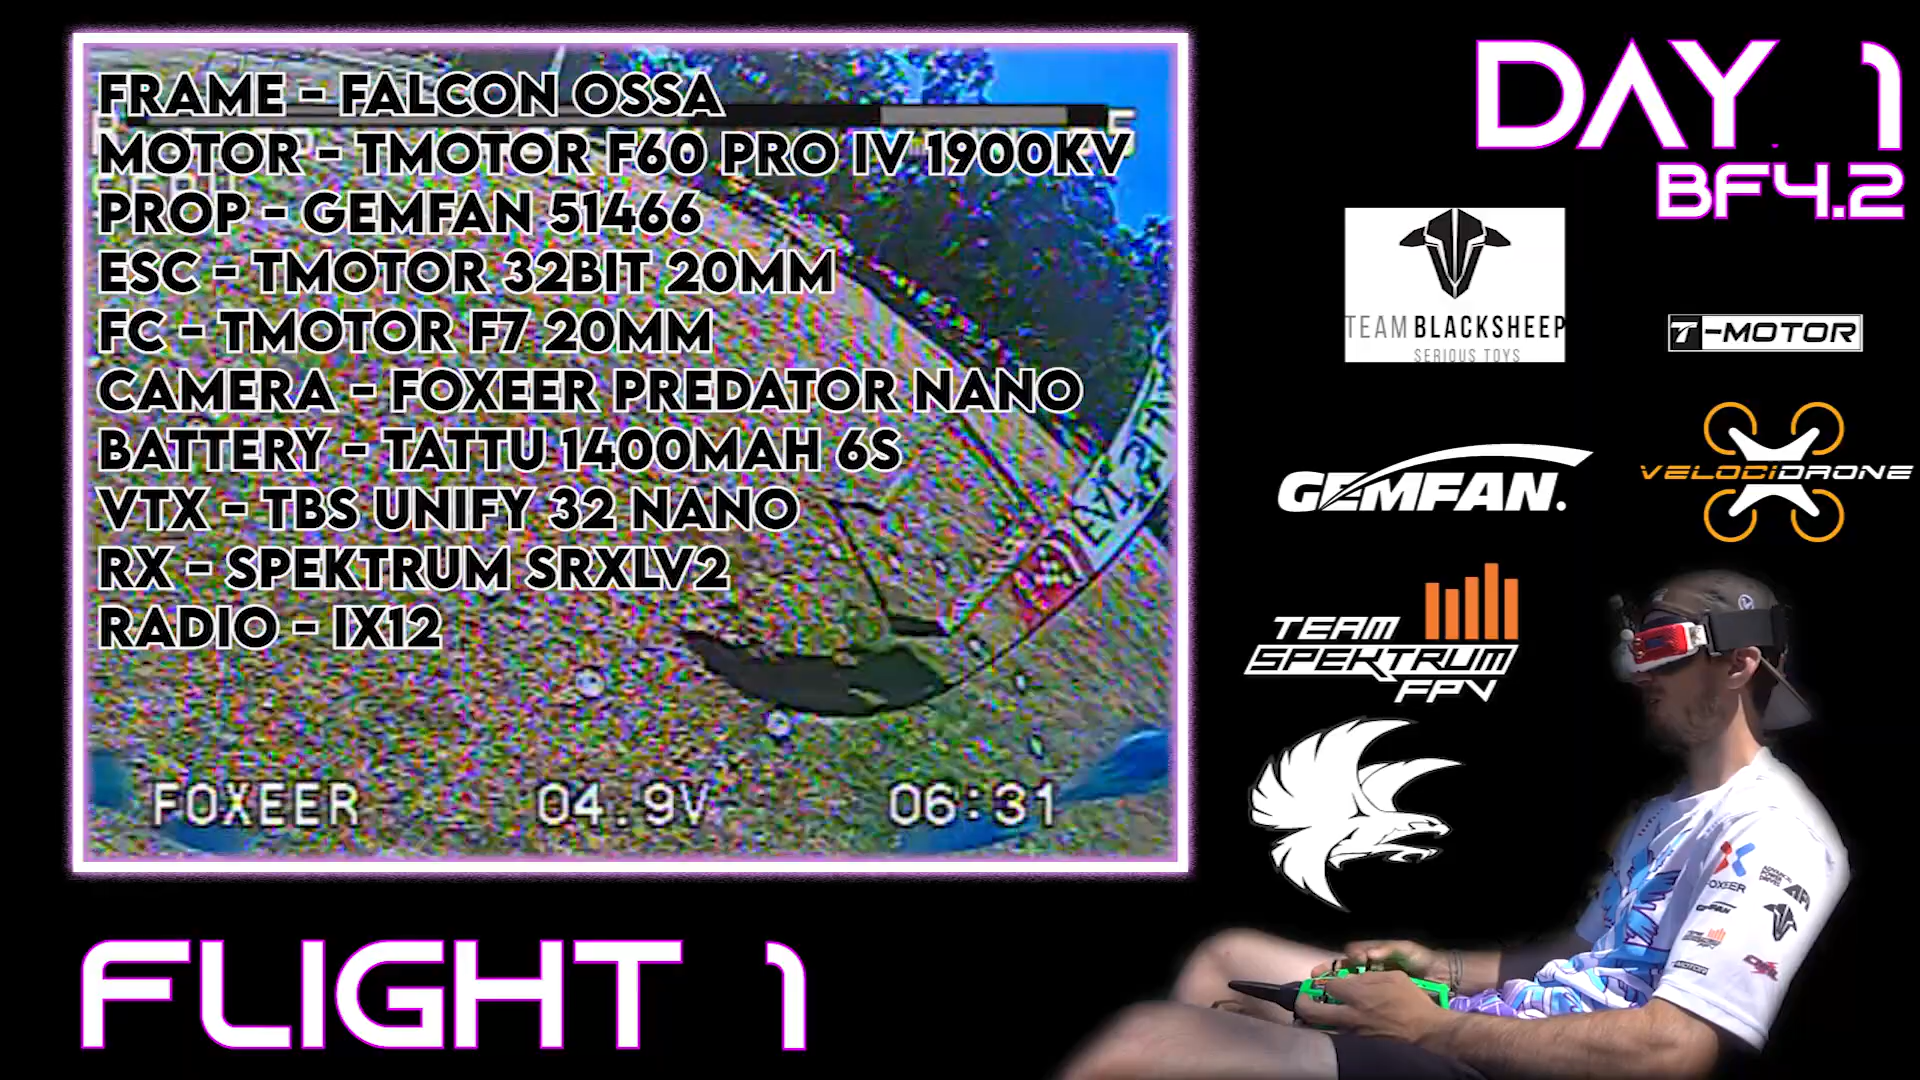 FRAME - FALCON OSSA
MOTOR - TMOTOR F60 PRO IV 1900KV
PROP - GEMFAN 51466
ESC - TMOTOR 32BIT 20MM
FC - TMOTOR F7 20MM
CAMERA - FOXEER PREDATOR NANO
BATTERY - TATTU 1400MAH 6S
VTX - TBS UNIFY 32 NANO
RX - SPEKTRUM SRXLV2
RADIO - IX12
FOXEER 04.9V 06:31
FLIGHT 1
DAY 1
BF4.2
TEAM BLACKSHEEP
SERIOUS TOYS
T-MOTOR
GEMFAN.
VELOCIDRONE
TEAM
SPEKTRUM
FPV
FOXEER
GEMFAN